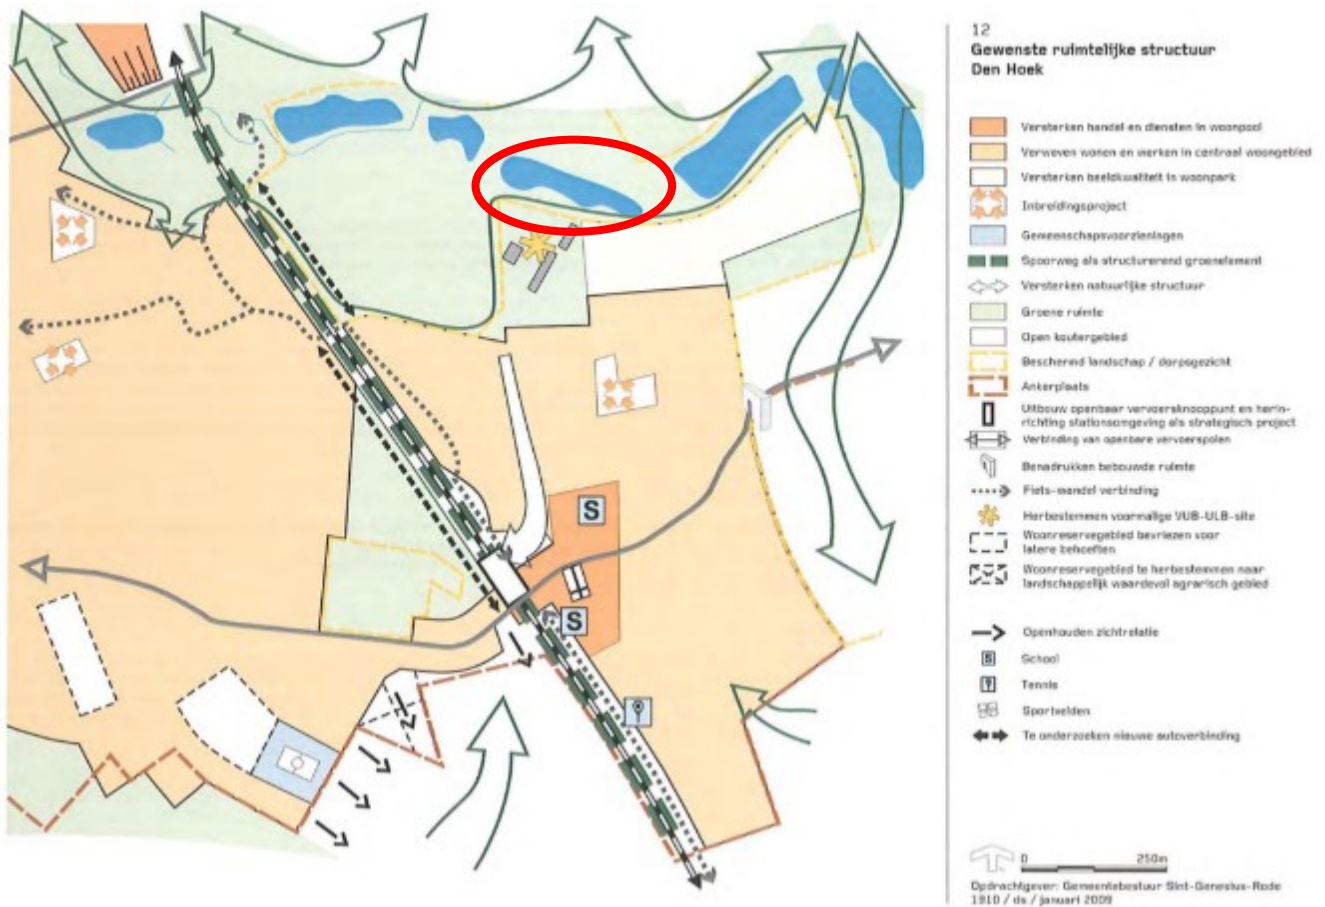 12
Gewenste ruimtelijke structuur
Den Hoek
Versterken handel en diensten in woonpool
Verweven wonen en werken in centraal woongebied
Versterken beeldkwaliteit in woonpark
Inbreidingsproject
Gemeenschapsvoorzieningen
Spoorweg als structurerend groenelement
Versterken natuurlijke structuur
Groene ruimte
Open koutergebied
Beschermd landschap / dorpsgezicht
Ankerplaats
Uitbouw openbaar vervoersknooppunt en herin-
richting stationsomgeving als strategisch project
Verbinding van openbare vervoerspolen
Benadrukken bebouwde ruimte
Fiets-wandel verbinding
Herbestemmen voormalige VUB-ULB-site
Woonreservegebied bevriezen voor
latere behoeften
Woonreservegebied te herbestemmen naar
landschappelijk waardevol agrarisch gebied
Openhouden zichtrelatie
S School
Tennis
Sportvelden
Te onderzoeken nieuwe autoverbinding
0 250m
Opdrachtgever: Gemeentebestuur Sint-Genesius-Rode
1910 / ds / januari 2009
S
S